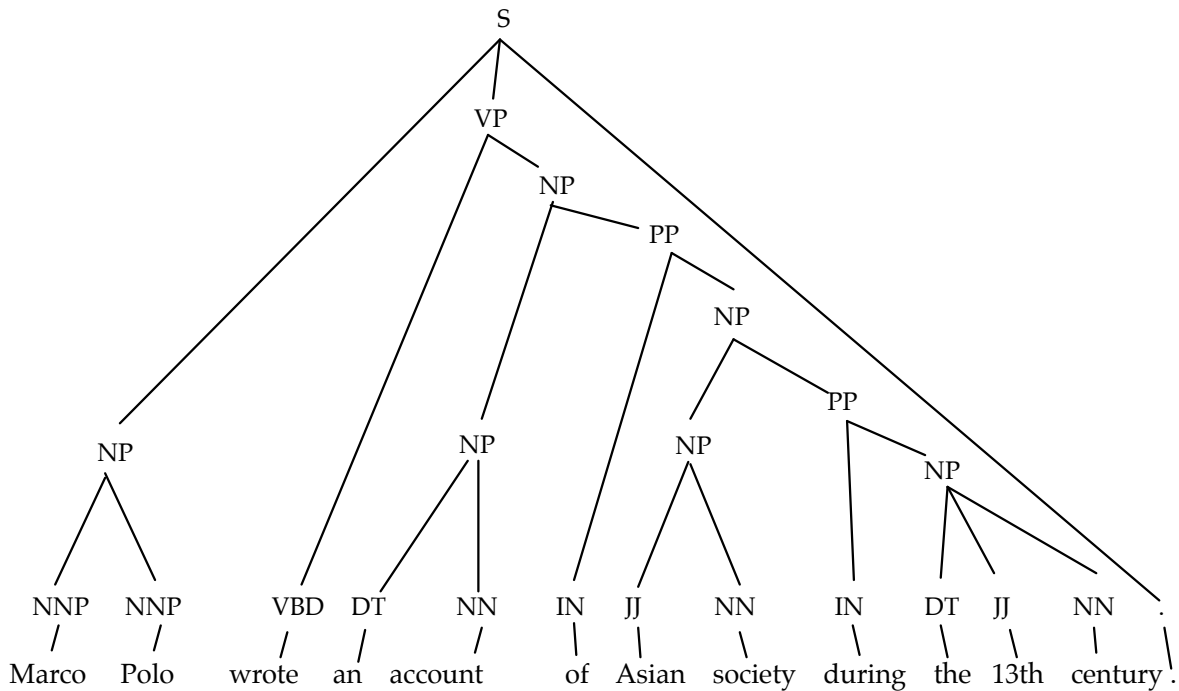 S
VP
NP
PP
NP
PP
NP NP NP
NP
NNP NNP VBD DT NN IN JJ NN IN DT JJ NN .
Marco Polo wrote an account of Asian society during the 13th century .